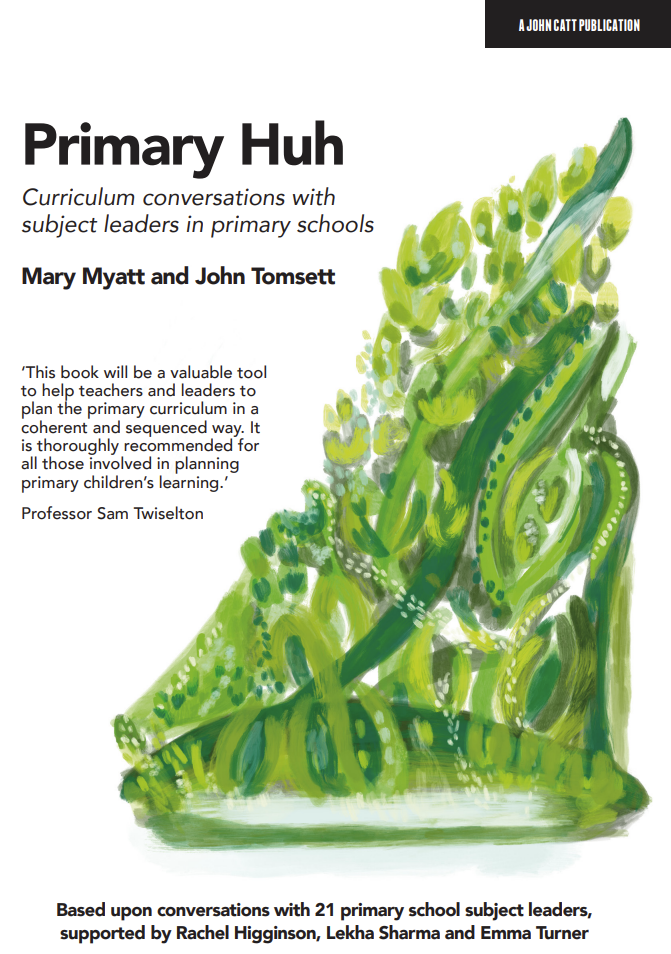 A JOHN CATT PUBLICATION
Primary Huh
Curriculum conversations with
subject leaders in primary schools
Mary Myatt and John Tomsett
‘This book will be a valuable tool
to help teachers and leaders to
plan the primary curriculum in a
coherent and sequenced way. It
is thoroughly recommended for
all those involved in planning
primary children’s learning.’
Professor Sam Twiselton
Based upon conversations with 21 primary school subject leaders,
supported by Rachel Higginson, Lekha Sharma and Emma Turner